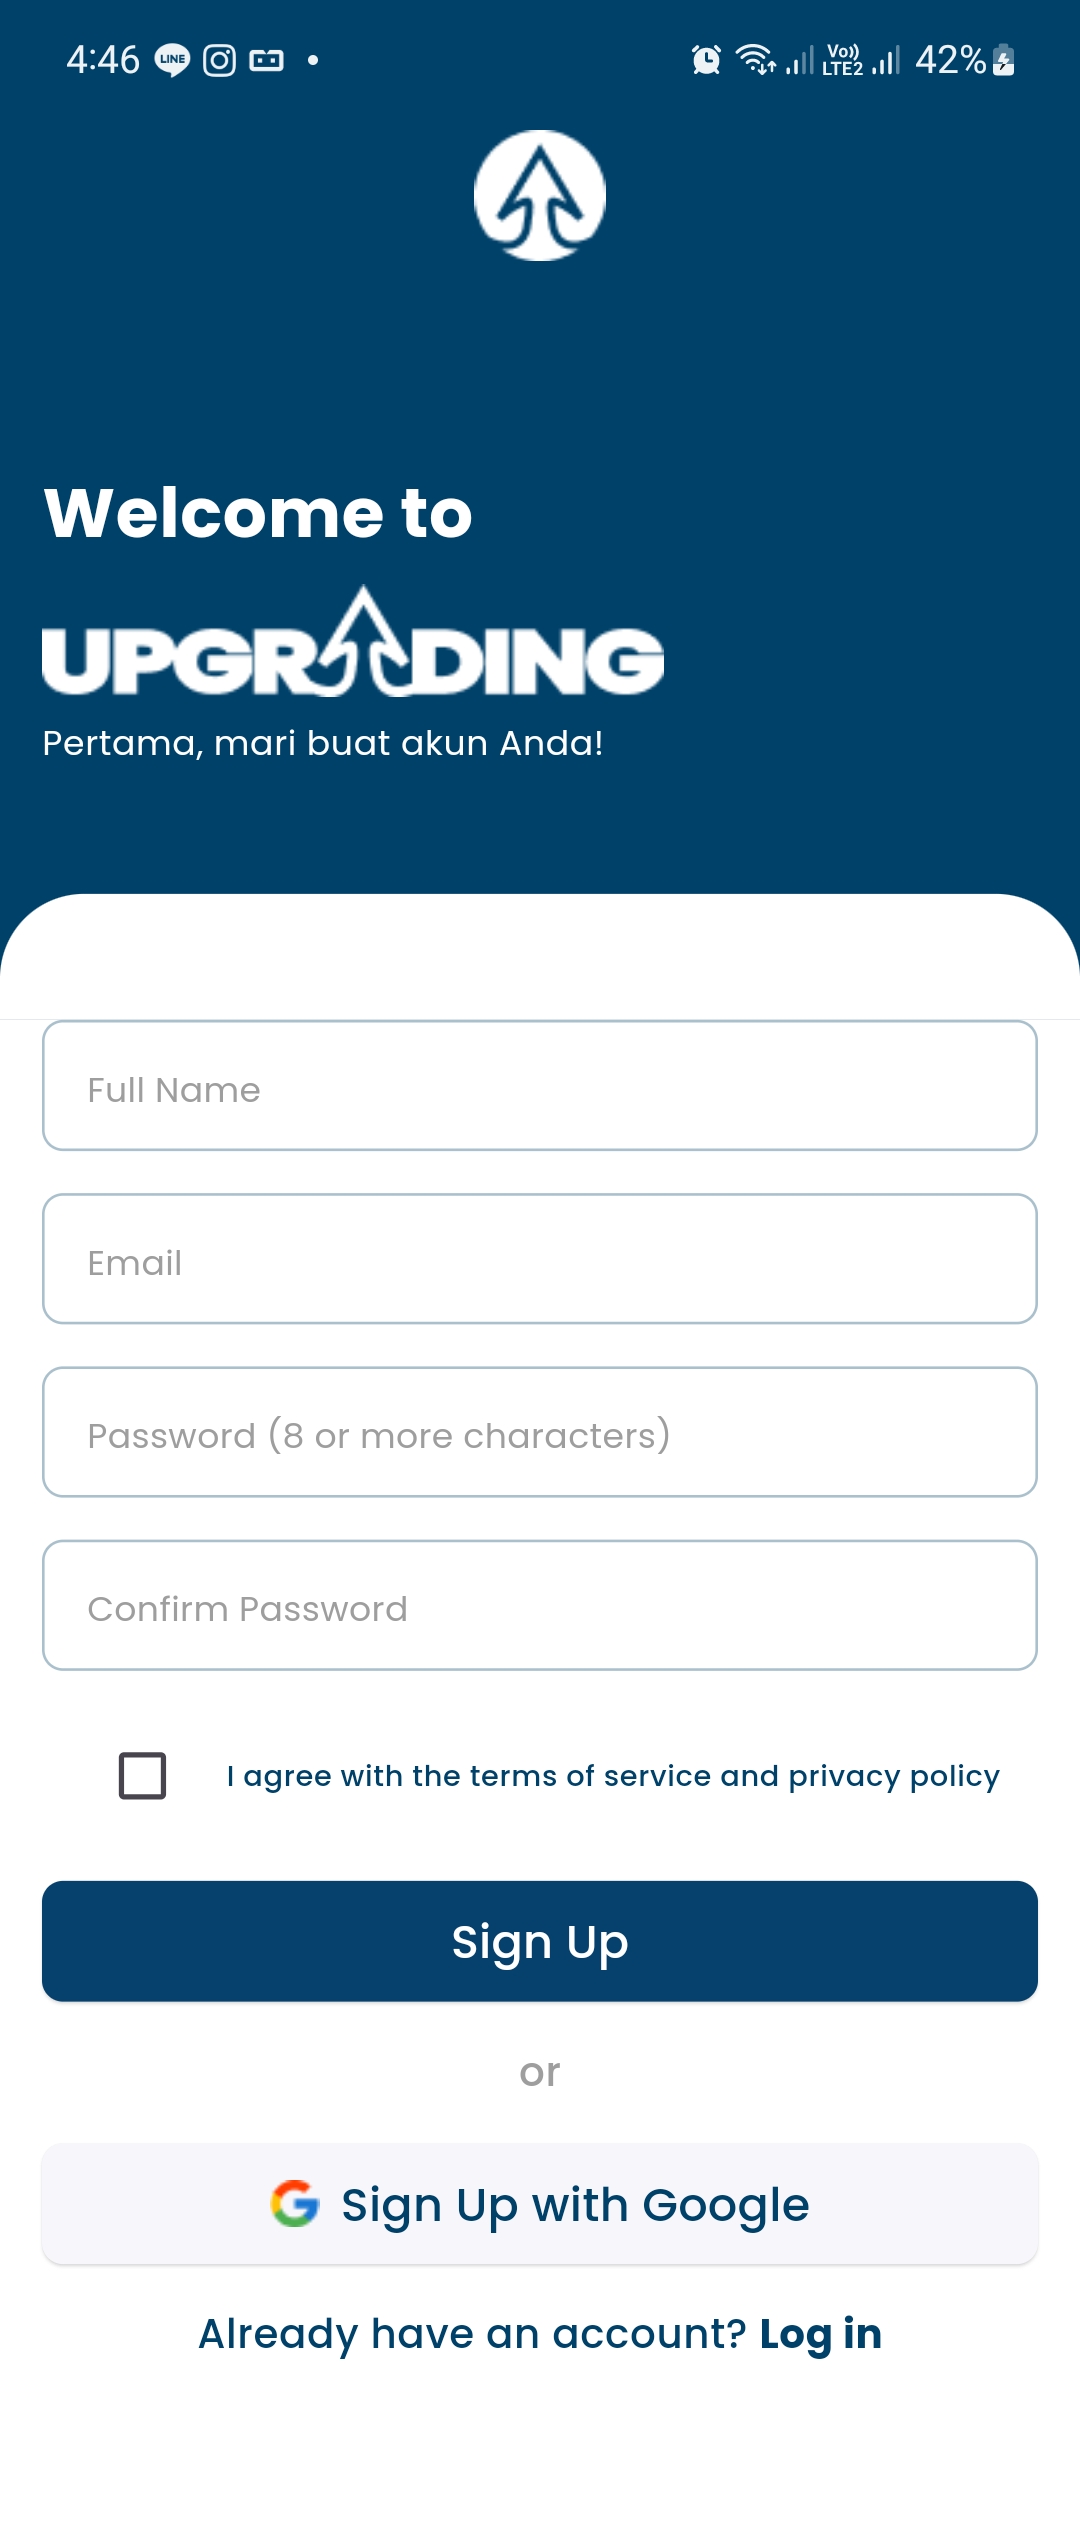 4:46 LINE Vo)) LTE2 42%
Welcome to
UPGRADING
Pertama, mari buat akun Anda!
Full Name
Email
Password (8 or more characters)
Confirm Password
I agree with the terms of service and privacy policy
Sign Up
or
Sign Up with Google
Already have an account? Log in